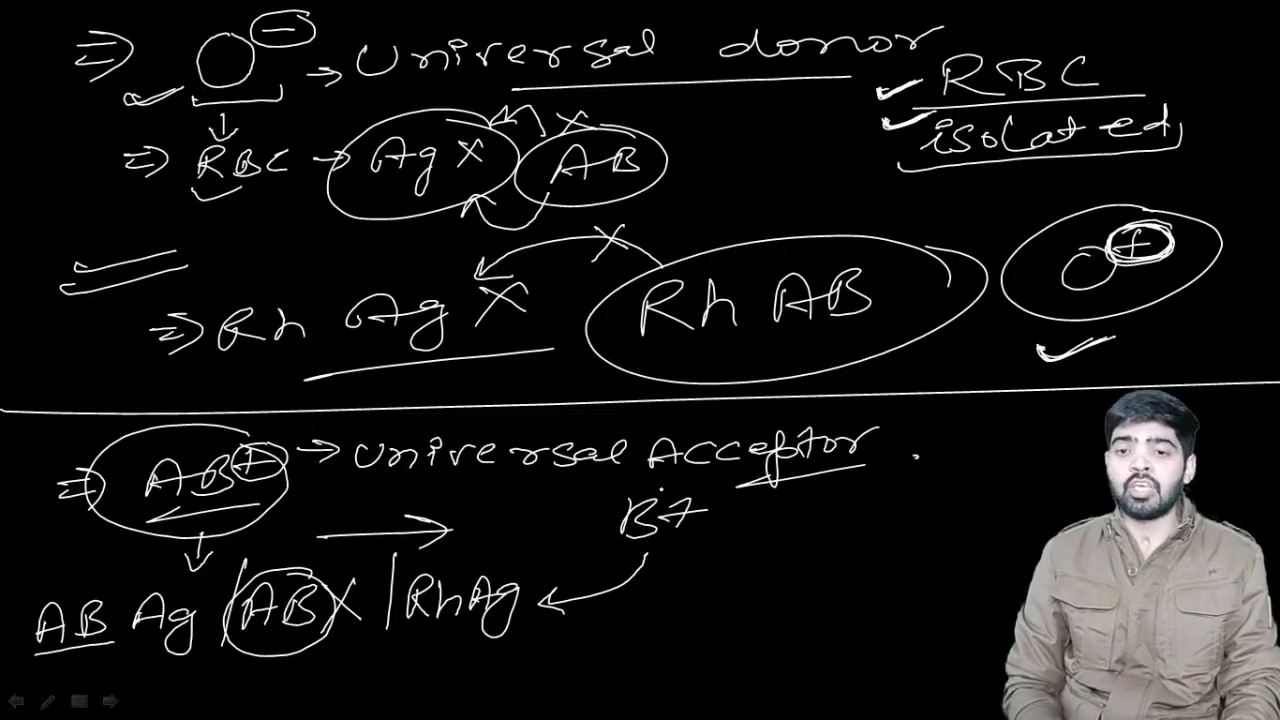 ⇒ O⁻ → Universal donor
RBC
isolated
⇒ RBC → Ag X AB
O⁺
⇒ Rh Ag X Rh AB
⇒ AB⁺ → Universal Acceptor.
B+
AB Ag / AB X | Rh Ag